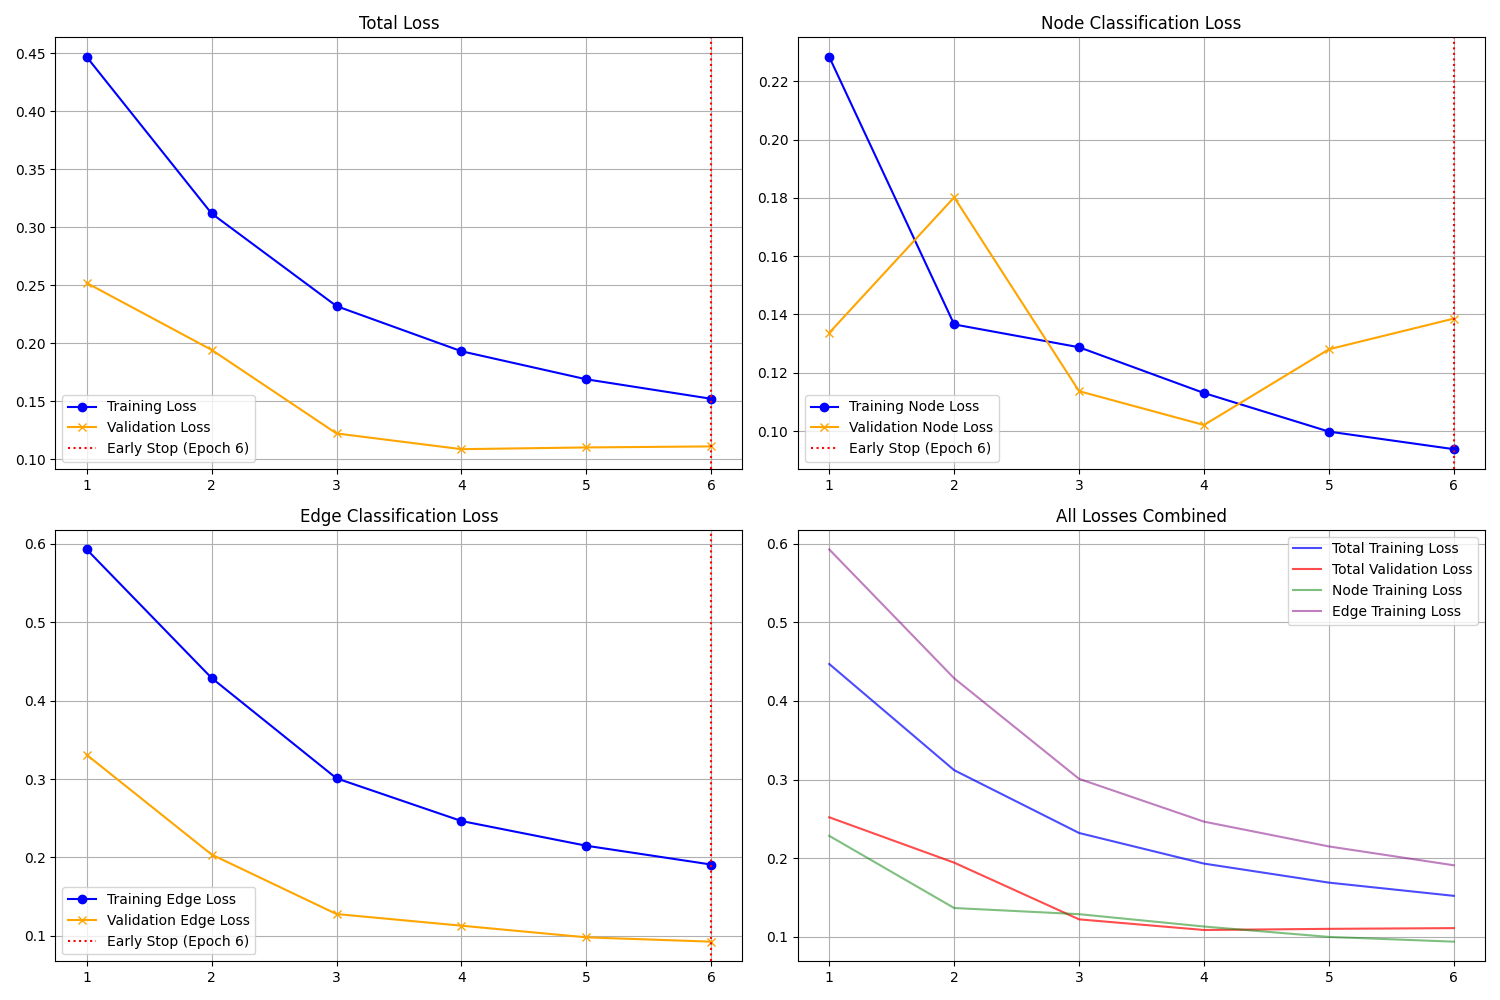 Total Loss
0.45
0.40
0.35
0.30
0.25
0.20
0.15
0.10
Training Loss
Validation Loss
Early Stop (Epoch 6)
1 2 3 4 5 6
Node Classification Loss
0.22
0.20
0.18
0.16
0.14
0.12
0.10
Training Node Loss
Validation Node Loss
Early Stop (Epoch 6)
1 2 3 4 5 6
Edge Classification Loss
0.6
0.5
0.4
0.3
0.2
0.1
Training Edge Loss
Validation Edge Loss
Early Stop (Epoch 6)
1 2 3 4 5 6
All Losses Combined
0.6
0.5
0.4
0.3
0.2
0.1
Total Training Loss
Total Validation Loss
Node Training Loss
Edge Training Loss
1 2 3 4 5 6